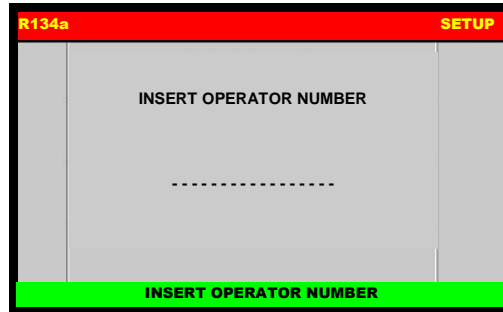 R134a SETUP
INSERT OPERATOR NUMBER
- - - - - - - - - - - - - - - - -
INSERT OPERATOR NUMBER